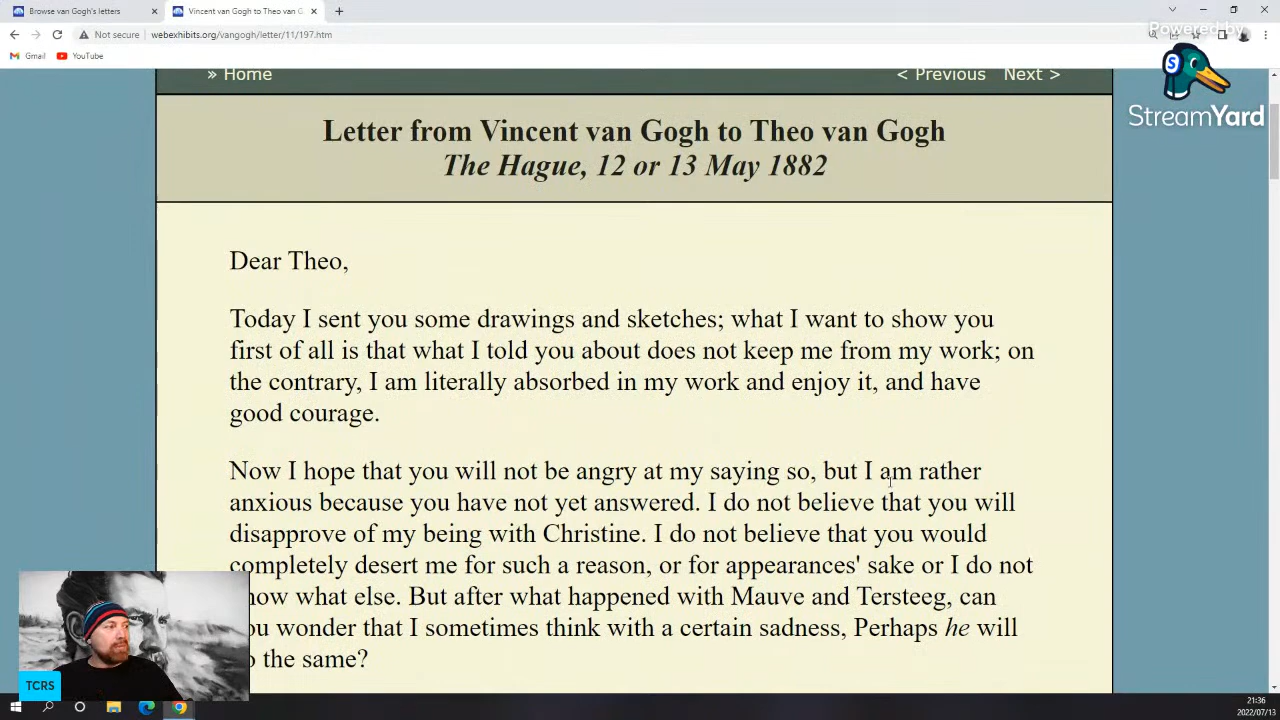 Browse van Gogh's letters
Vincent van Gogh to Theo van G
Not secure
webexhibits.org/vangogh/letter/11/197.htm
Powered by
Gmail
YouTube
S
StreamYard
» Home
< Previous
Next >
Letter from Vincent van Gogh to Theo van Gogh
The Hague, 12 or 13 May 1882
Dear Theo,
Today I sent you some drawings and sketches; what I want to show you
first of all is that what I told you about does not keep me from my work; on
the contrary, I am literally absorbed in my work and enjoy it, and have
good courage.
Now I hope that you will not be angry at my saying so, but I am rather
anxious because you have not yet answered. I do not believe that you will
disapprove of my being with Christine. I do not believe that you would
completely desert me for such a reason, or for appearances' sake or I do not
now what else. But after what happened with Mauve and Tersteeg, can
ou wonder that I sometimes think with a certain sadness, Perhaps he will
o the same?
TCRS
21:36
2022/07/13